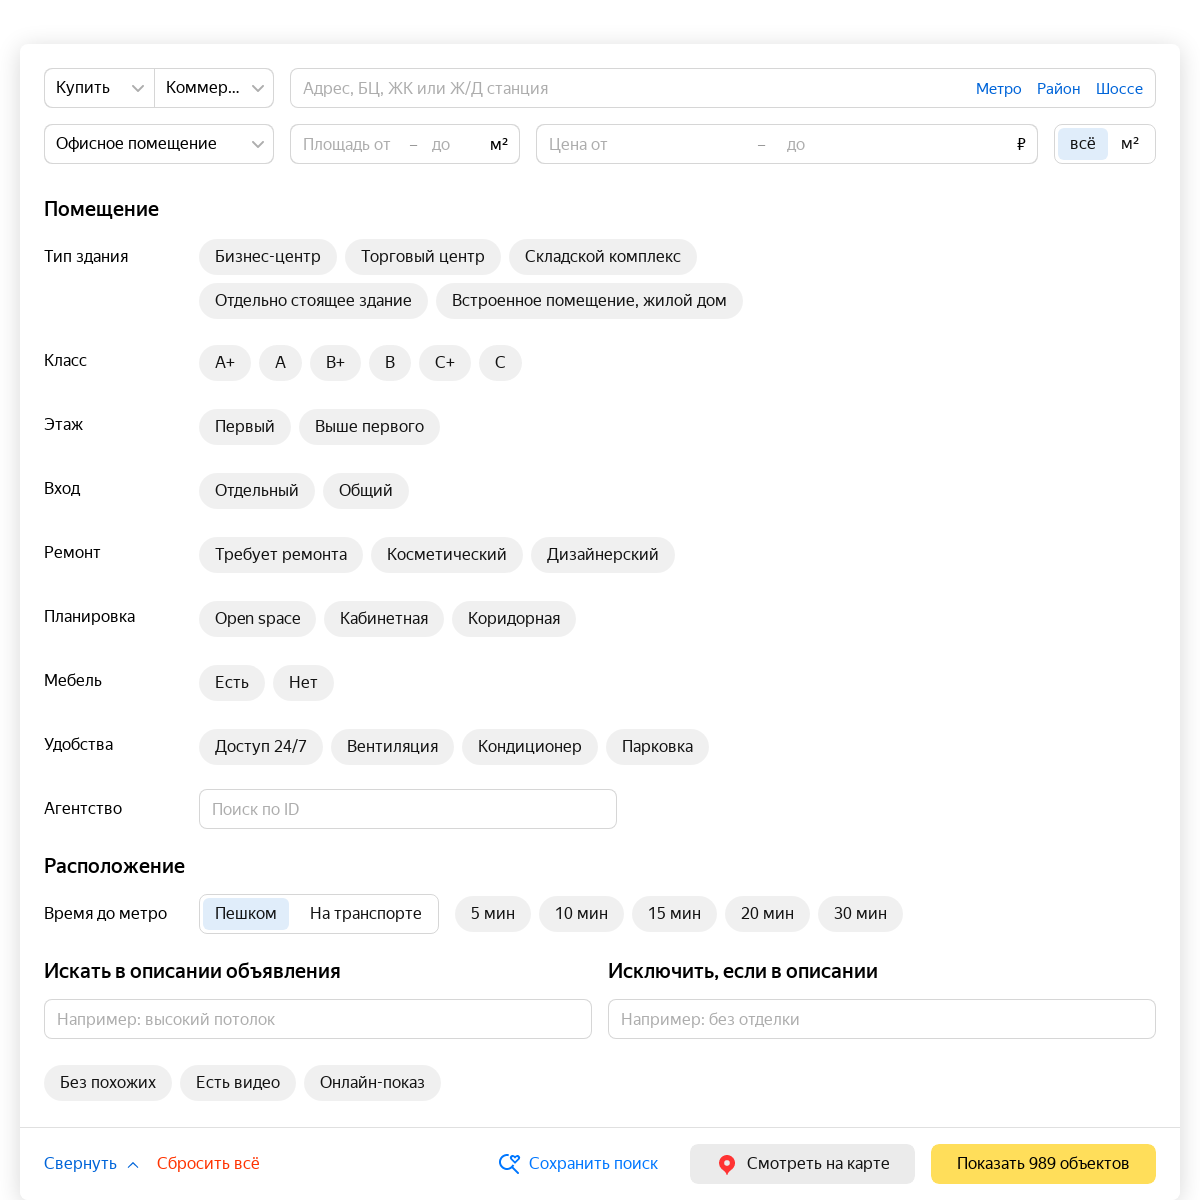 Купить Коммер... Адрес, БЦ, ЖК или Ж/Д станция Метро Район Шоссе
Офисное помещение Площадь от – до м² Цена от – до ₽ всё м²
Помещение
Тип здания Бизнес-центр Торговый центр Складской комплекс
Отдельно стоящее здание Встроенное помещение, жилой дом
Класс A+ A B+ B C+ C
Этаж Первый Выше первого
Вход Отдельный Общий
Ремонт Требует ремонта Косметический Дизайнерский
Планировка Open space Кабинетная Коридорная
Мебель Есть Нет
Удобства Доступ 24/7 Вентиляция Кондиционер Парковка
Агентство Поиск по ID
Расположение
Время до метро Пешком На транспорте 5 мин 10 мин 15 мин 20 мин 30 мин
Искать в описании объявления Исключить, если в описании
Например: высокий потолок Например: без отделки
Без похожих Есть видео Онлайн-показ
Свернуть Сбросить всё Сохранить поиск Смотреть на карте Показать 989 объектов